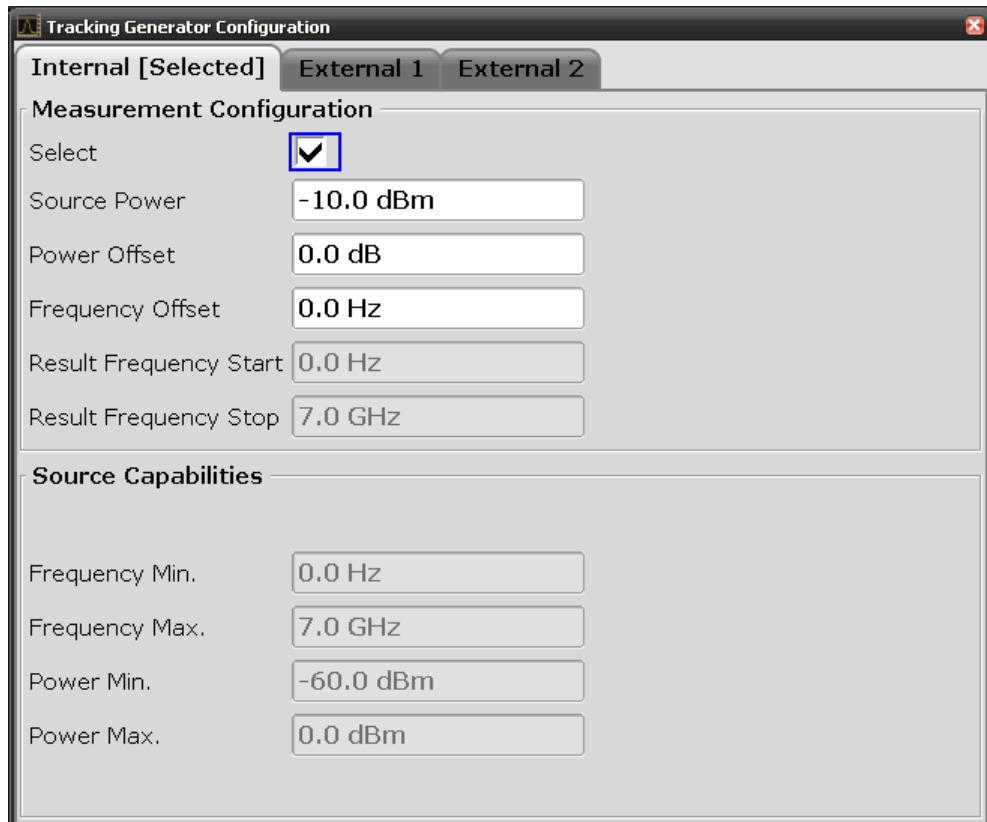 Tracking Generator Configuration
Internal [Selected] External 1 External 2
Measurement Configuration
Select
Source Power -10.0 dBm
Power Offset 0.0 dB
Frequency Offset 0.0 Hz
Result Frequency Start 0.0 Hz
Result Frequency Stop 7.0 GHz
Source Capabilities
Frequency Min. 0.0 Hz
Frequency Max. 7.0 GHz
Power Min. -60.0 dBm
Power Max. 0.0 dBm